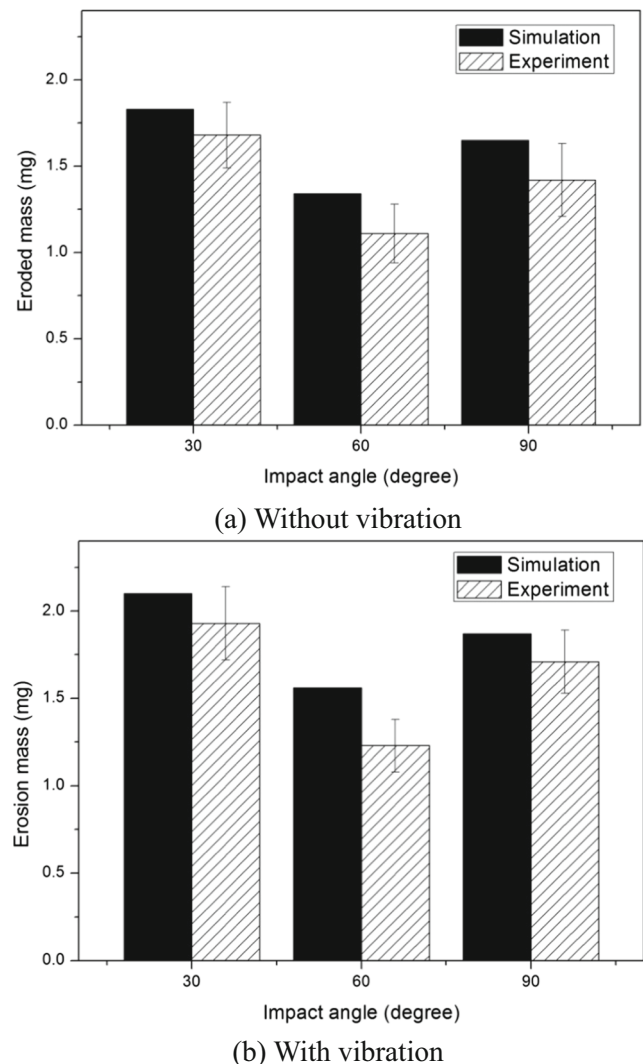 Simulation
Experiment
2.0
1.5
1.0
0.5
0.0
Eroded mass (mg)
30 60 90
Impact angle (degree)
(a) Without vibration
Simulation
Experiment
2.0
1.5
1.0
0.5
0.0
Erosion mass (mg)
30 60 90
Impact angle (degree)
(b) With vibration